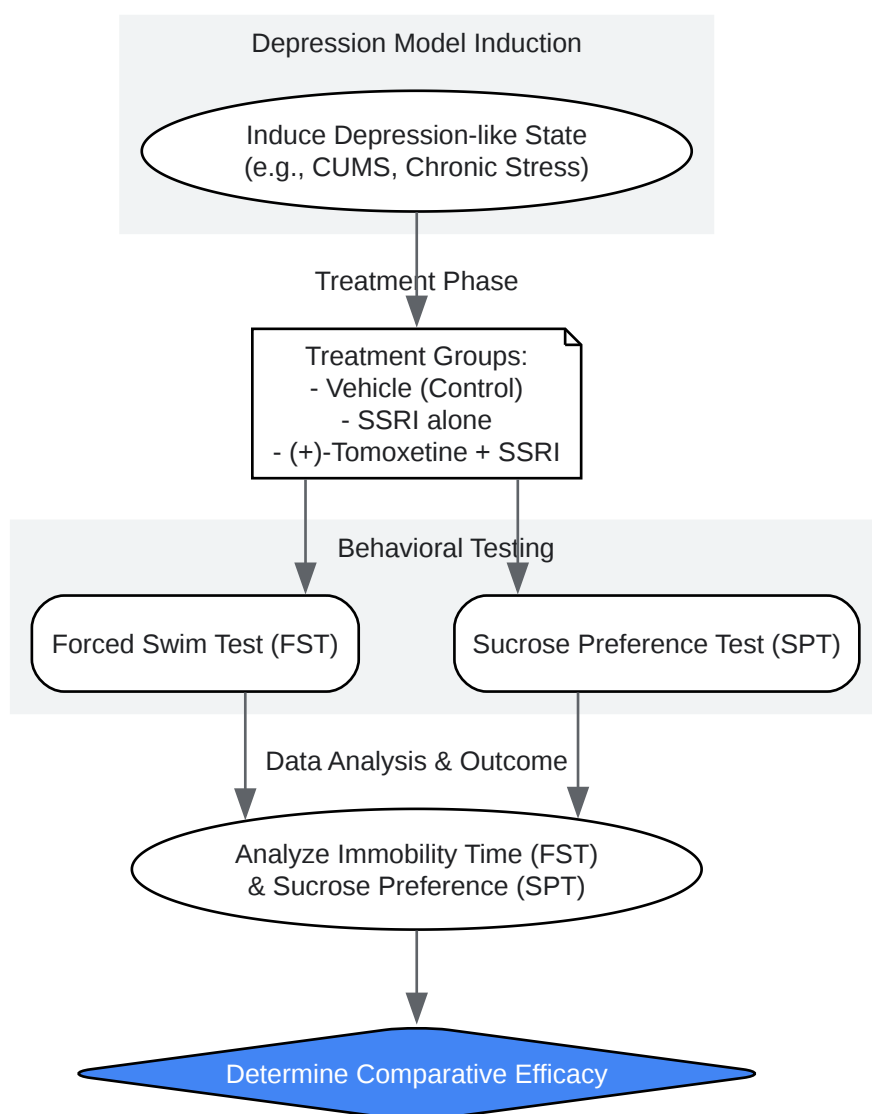 Depression Model Induction
Induce Depression-like State
(e.g., CUMS, Chronic Stress)
Treatment Phase
Treatment Groups:
- Vehicle (Control)
- SSRI alone
- (+)-Tomoxetine + SSRI
Behavioral Testing
Forced Swim Test (FST)
Sucrose Preference Test (SPT)
Data Analysis & Outcome
Analyze Immobility Time (FST)
& Sucrose Preference (SPT)
Determine Comparative Efficacy